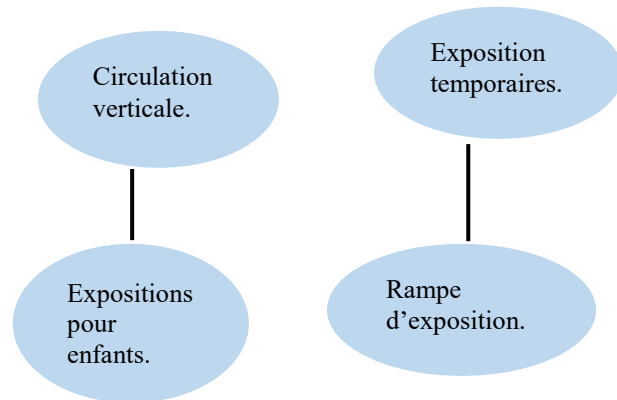 Circulation
verticale.
Exposition
temporaires.
Expositions
pour
enfants.
Rampe
d’exposition.